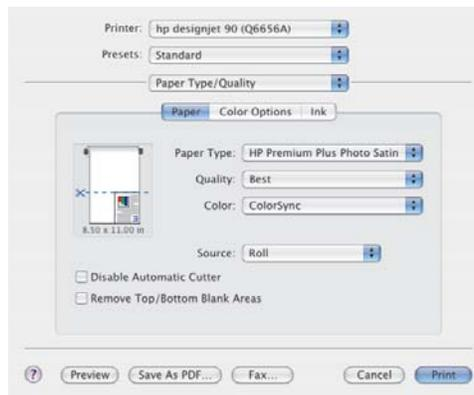 Printer: hp designjet 90 (Q6656A)
Presets: Standard
Paper Type/Quality
Paper Color Options Ink
Paper Type: HP Premium Plus Photo Satin
Quality: Best
Color: ColorSync
8.50 x 11.00 in
Source: Roll
Disable Automatic Cutter
Remove Top/Bottom Blank Areas
? Preview Save As PDF... Fax... Cancel Print